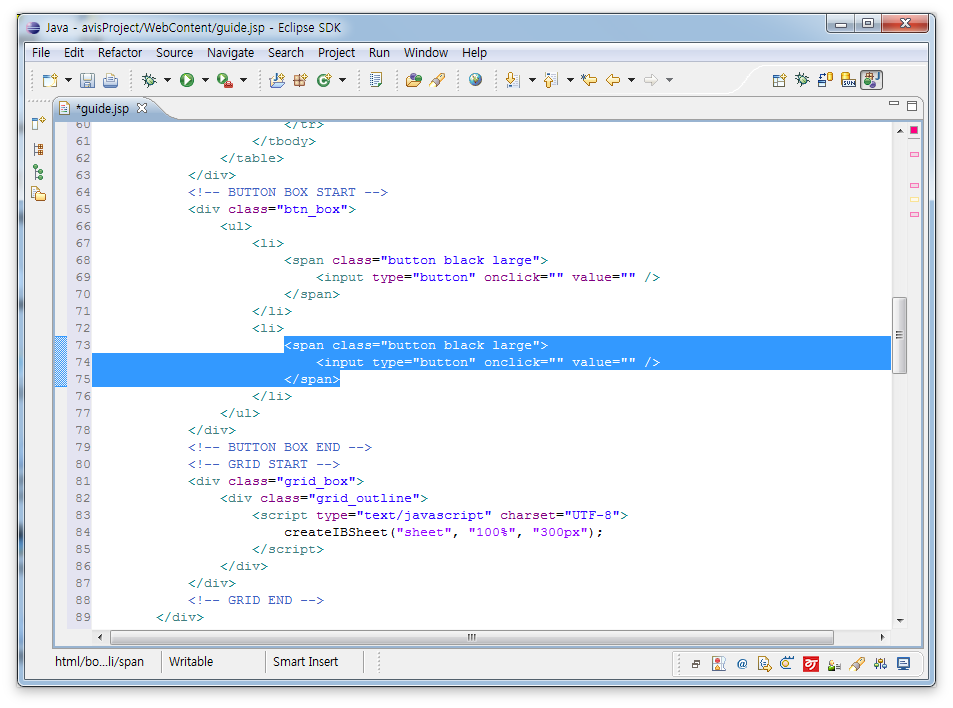 Java - avisProject/WebContent/guide.jsp - Eclipse SDK
File Edit Refactor Source Navigate Search Project Run Window Help
*guide.jsp
60 </tr>
61 </tbody>
62 </table>
63 </div>
64 <!-- BUTTON BOX START -->
65 <div class="btn_box">
66 <ul>
67 <li>
68 <span class="button black large">
69 <input type="button" onclick="" value="" />
70 </span>
71 </li>
72 <li>
73 <span class="button black large">
74 <input type="button" onclick="" value="" />
75 </span>
76 </li>
77 </ul>
78 </div>
79 <!-- BUTTON BOX END -->
80 <!-- GRID START -->
81 <div class="grid_box">
82 <div class="grid_outline">
83 <script type="text/javascript" charset="UTF-8">
84 createIBSheet("sheet", "100%", "300px");
85 </script>
86 </div>
87 </div>
88 <!-- GRID END -->
89 </div>
html/bo...li/span Writable Smart Insert